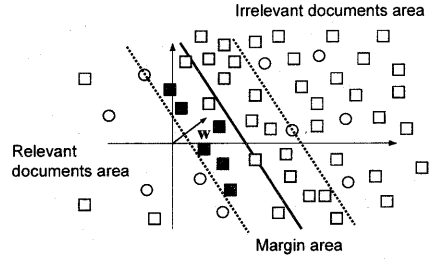 Irrelevant documents area
w
Relevant
documents area
Margin area